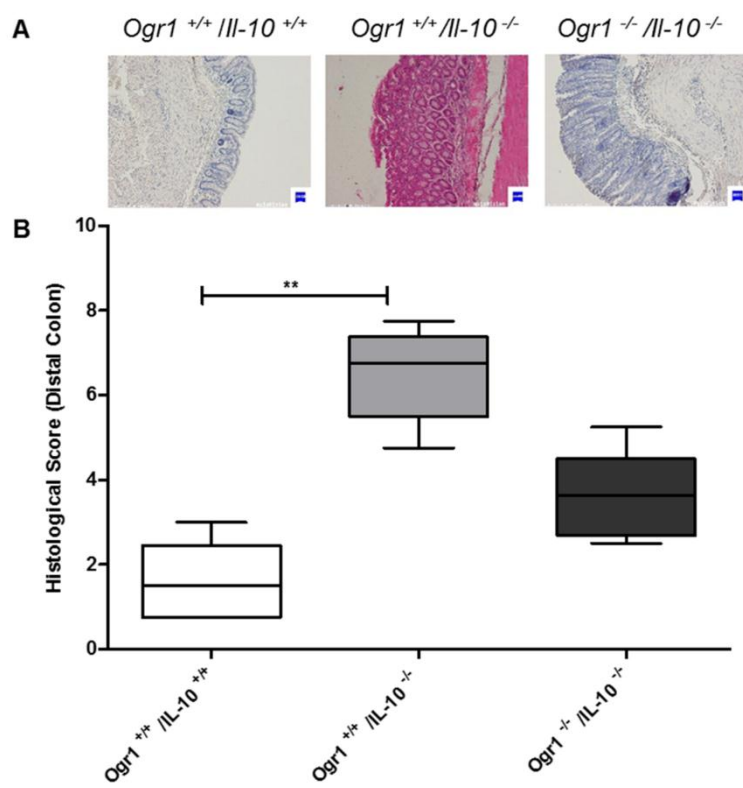 A
Ogr1 +/+ /Il-10 +/+
Ogr1 +/+ /Il-10 -/-
Ogr1 -/- /Il-10 -/-
B
Histological Score (Distal Colon)
10
8
6
4
2
0
**
Ogr1 +/+ /IL-10 +/+
Ogr1 +/+ /IL-10 -/-
Ogr1 -/- /IL-10 -/-